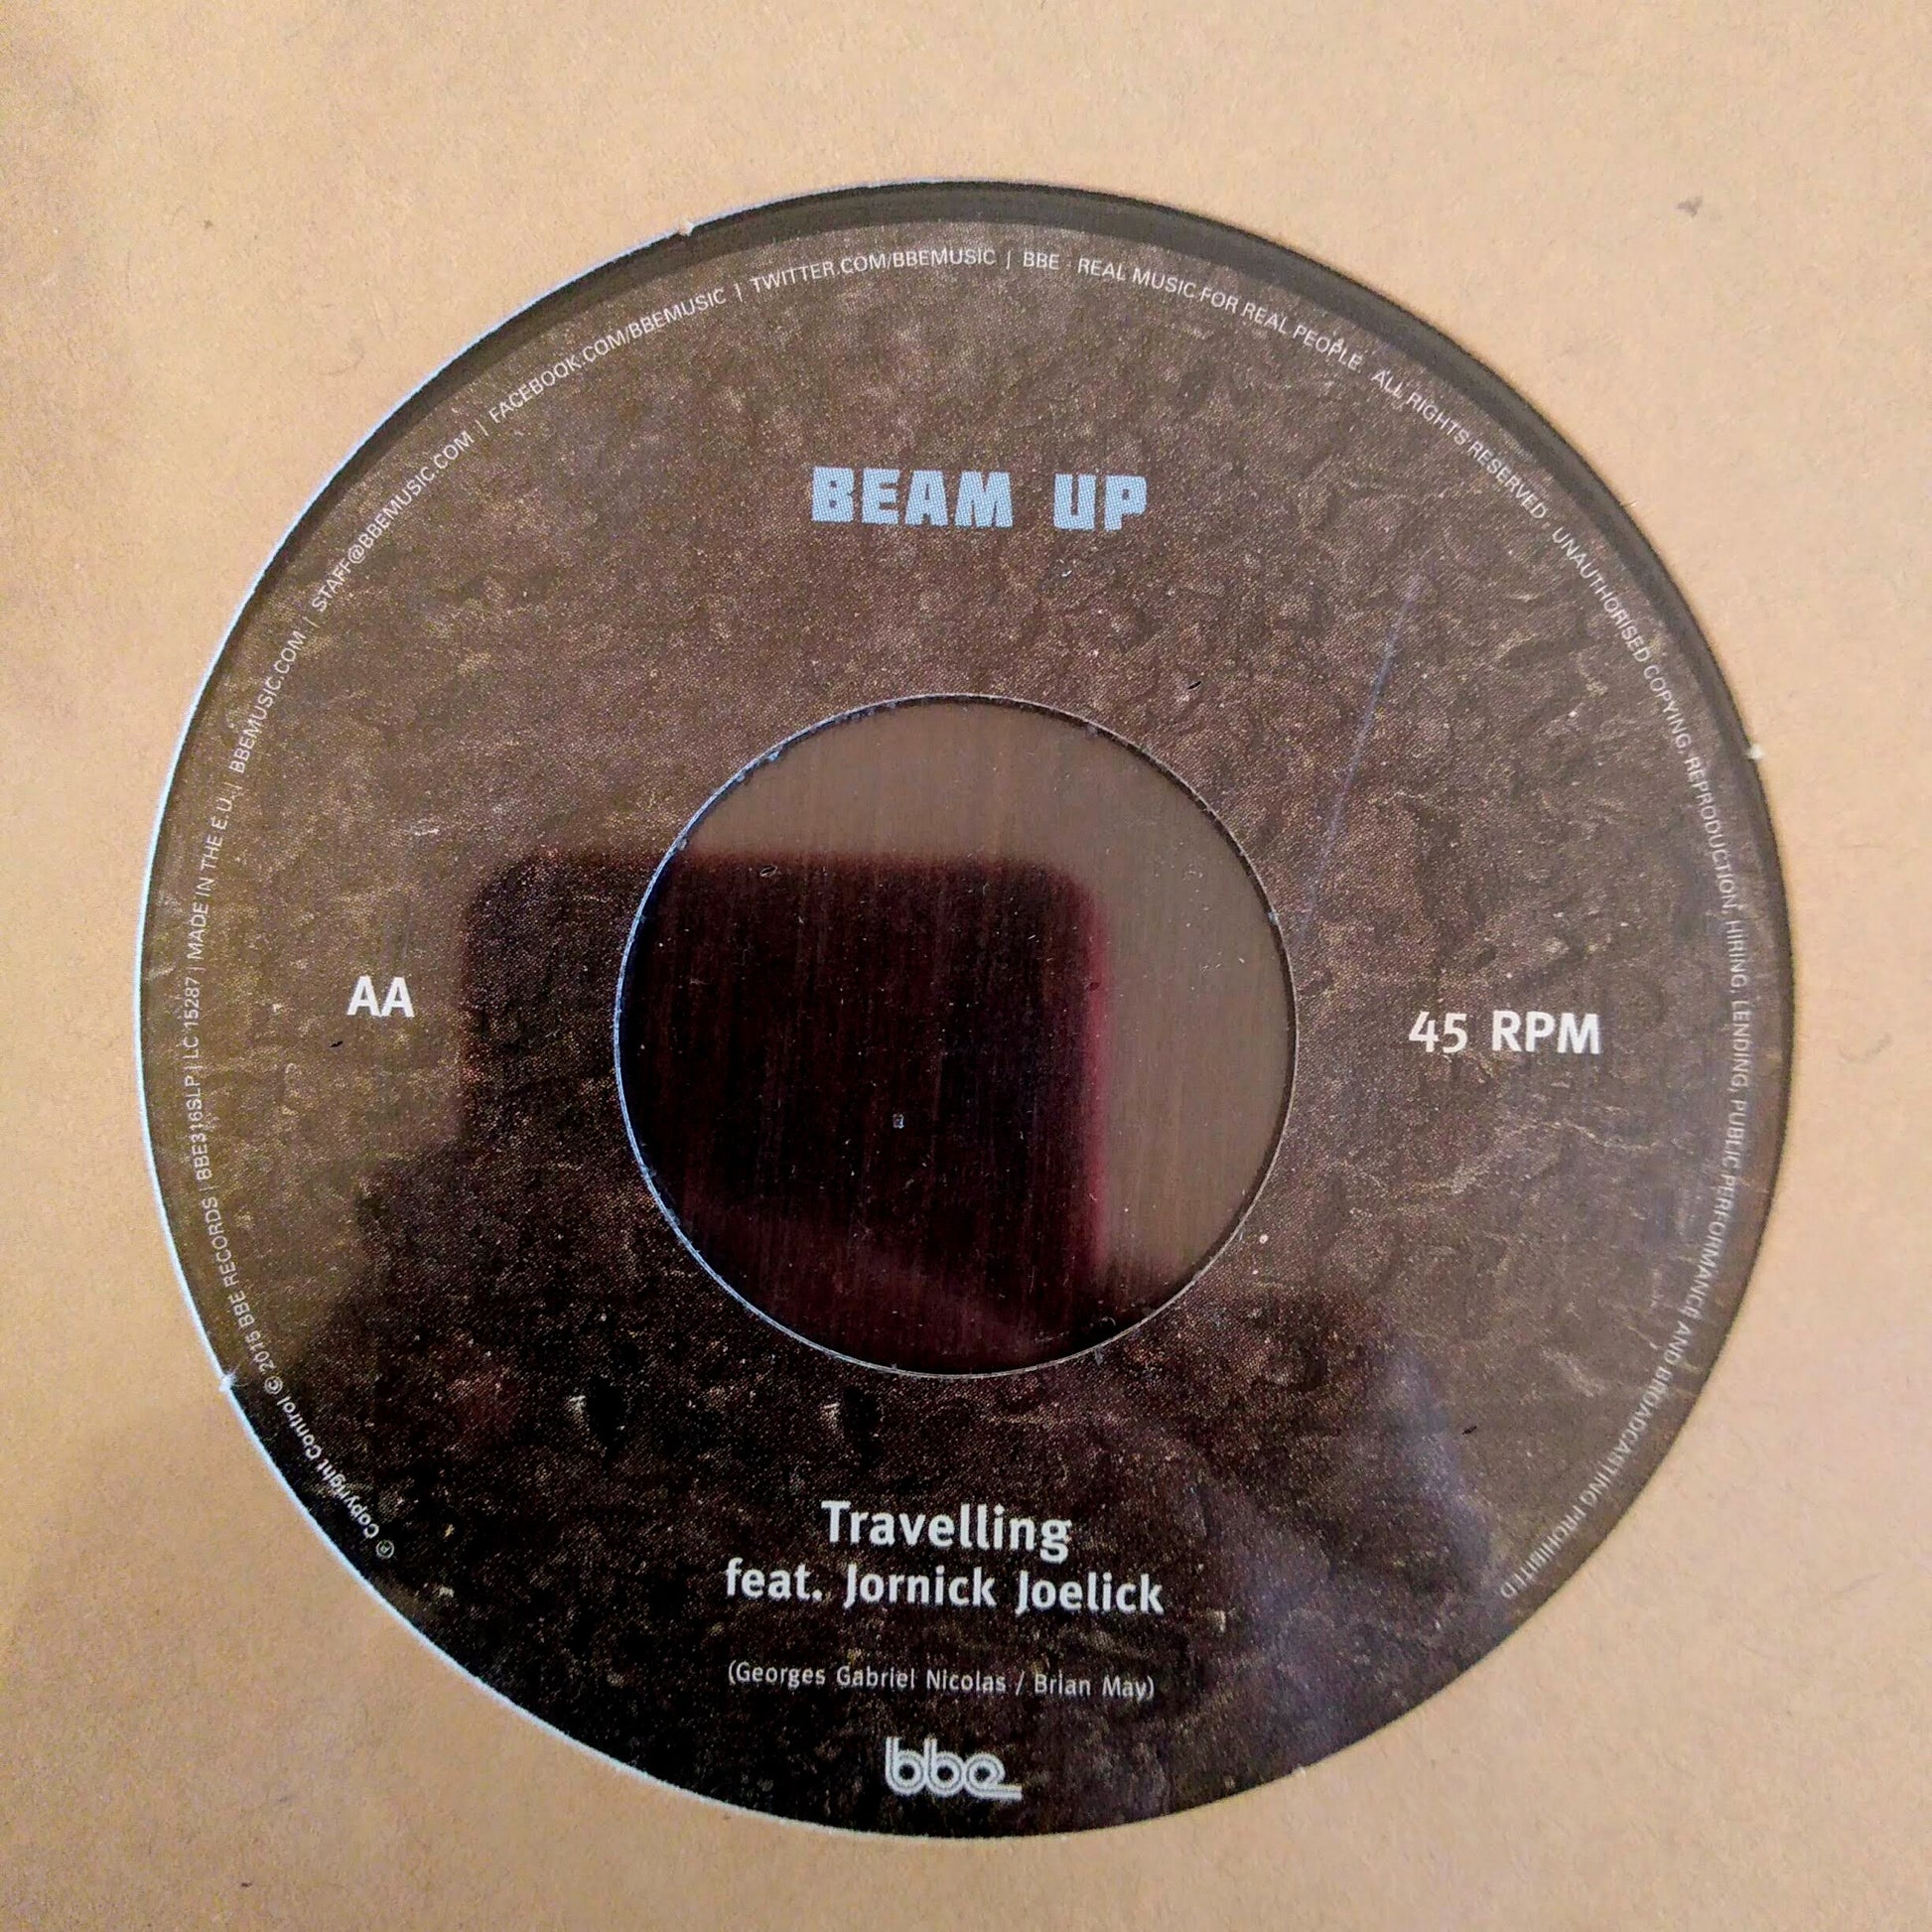 ℗ Copyright Control © 2015 BBE RECORDS | BBE316SLP | LC 15287 | MADE IN THE E.U. | BBEMUSIC.COM | STAFF@BBEMUSIC.COM | FACEBOOK.COM/BBEMUSIC | TWITTER.COM/BBEMUSIC | BBE - REAL MUSIC FOR REAL PEOPLE. ALL RIGHTS RESERVED, UNAUTHORISED COPYING, REPRODUCTION, HIRING, LENDING, PUBLIC PERFORMANCE AND BROADCASTING PROHIBITED
BEAM UP
AA
45 RPM
Travelling
feat. Jornick Joelick
(Georges Gabriel Nicolas / Brian May)
bbe